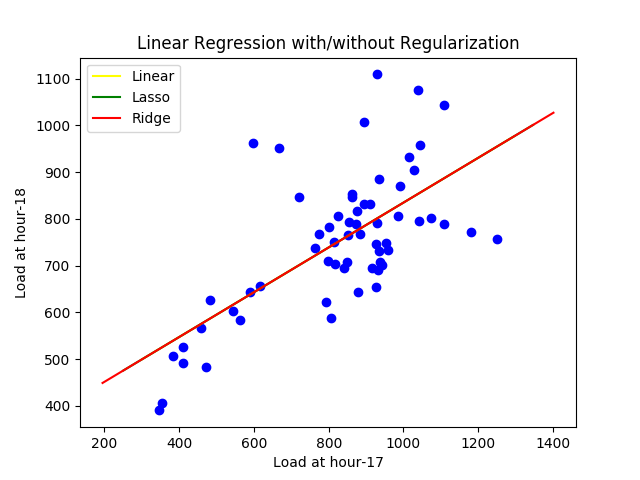 Linear Regression with/without Regularization
Linear
Lasso
Ridge
1100
1000
900
800
700
600
500
400
Load at hour-18
200 400 600 800 1000 1200 1400
Load at hour-17